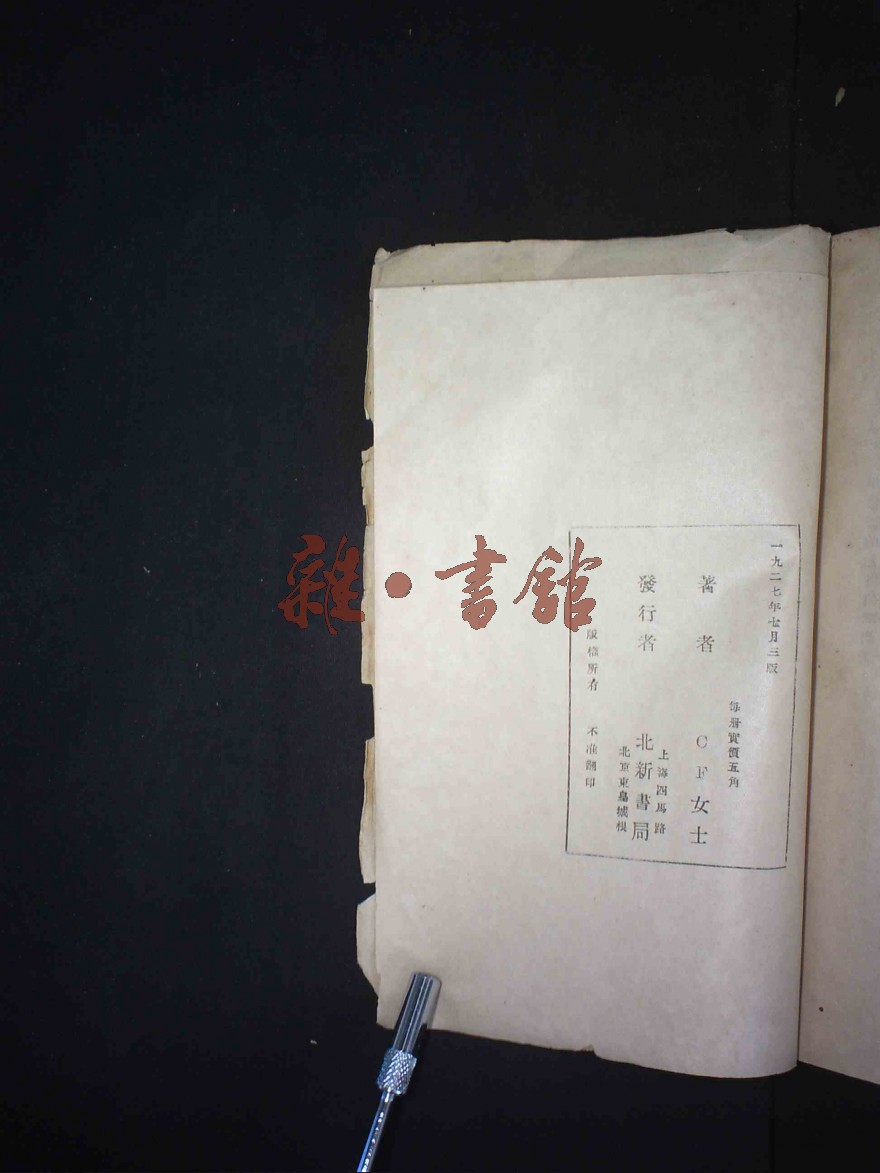 一九二七年七月三版
每册實價五角
著者 CF女士
上海四馬路
發行者 北新書局
北京東皇城根
版權所有 不准翻印
雜·書館